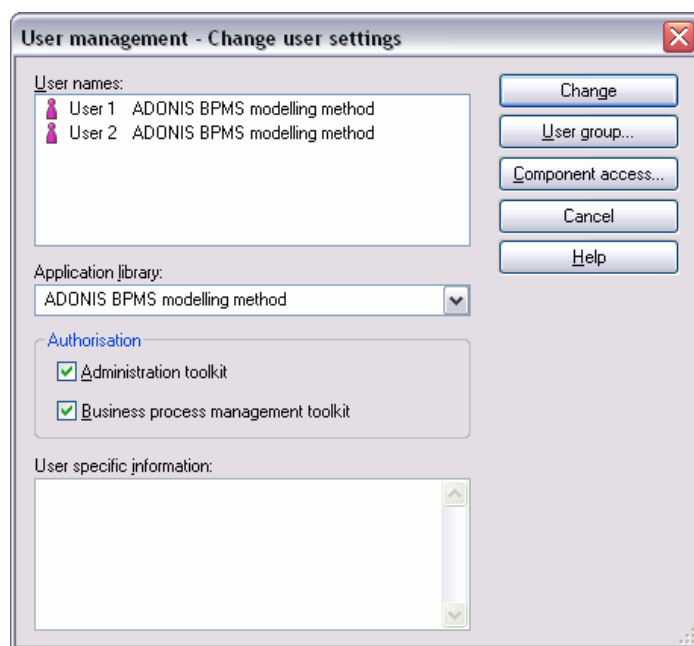 User management - Change user settings
User names:
User 1 ADONIS BPMS modelling method
User 2 ADONIS BPMS modelling method
Change
User group...
Component access...
Cancel
Help
Application library:
ADONIS BPMS modelling method
Authorisation
Administration toolkit
Business process management toolkit
User specific information: